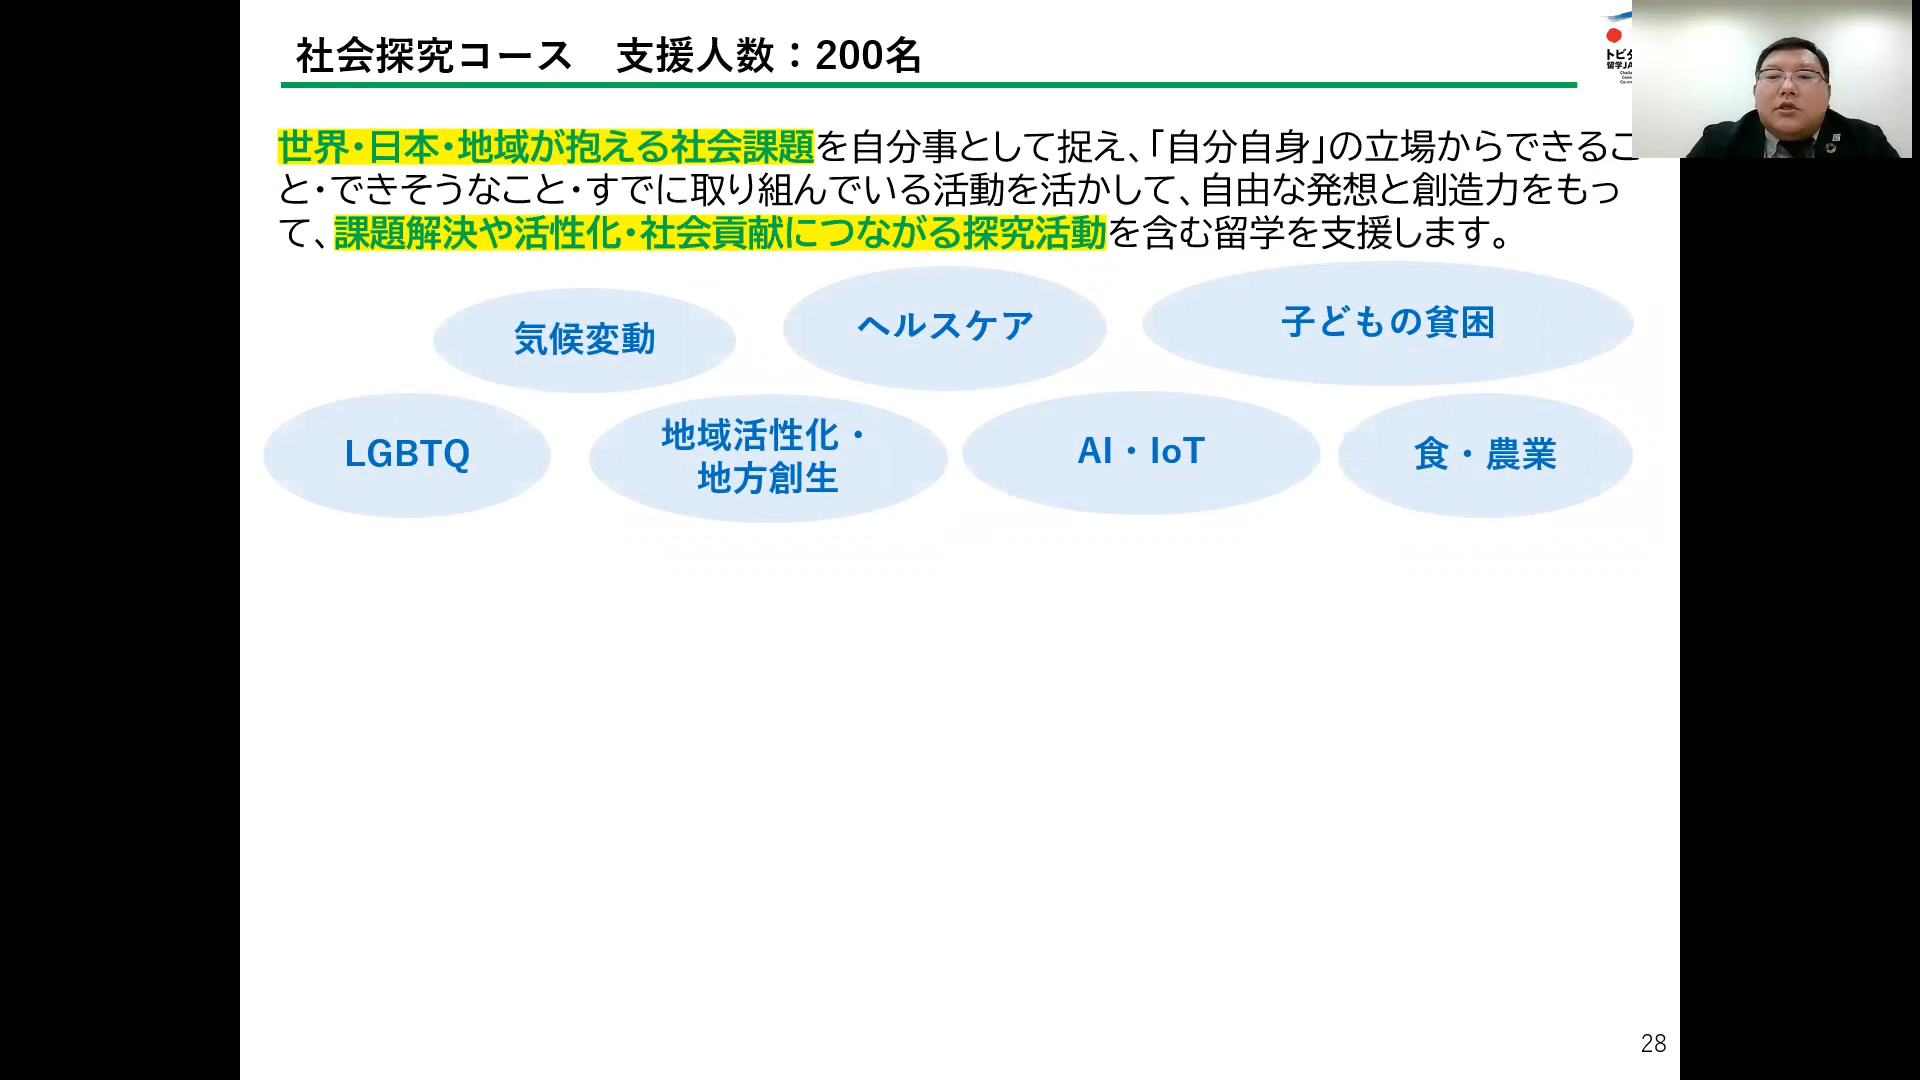 社会探究コース　支援人数：200名
世界・日本・地域が抱える社会課題を自分事として捉え、「自分自身」の立場からできるこ
と・できそうなこと・すでに取り組んでいる活動を活かして、自由な発想と創造力をもっ
て、課題解決や活性化・社会貢献につながる探究活動を含む留学を支援します。
気候変動
ヘルスケア
子どもの貧困
LGBTQ
地域活性化・
地方創生
AI・IoT
食・農業
28